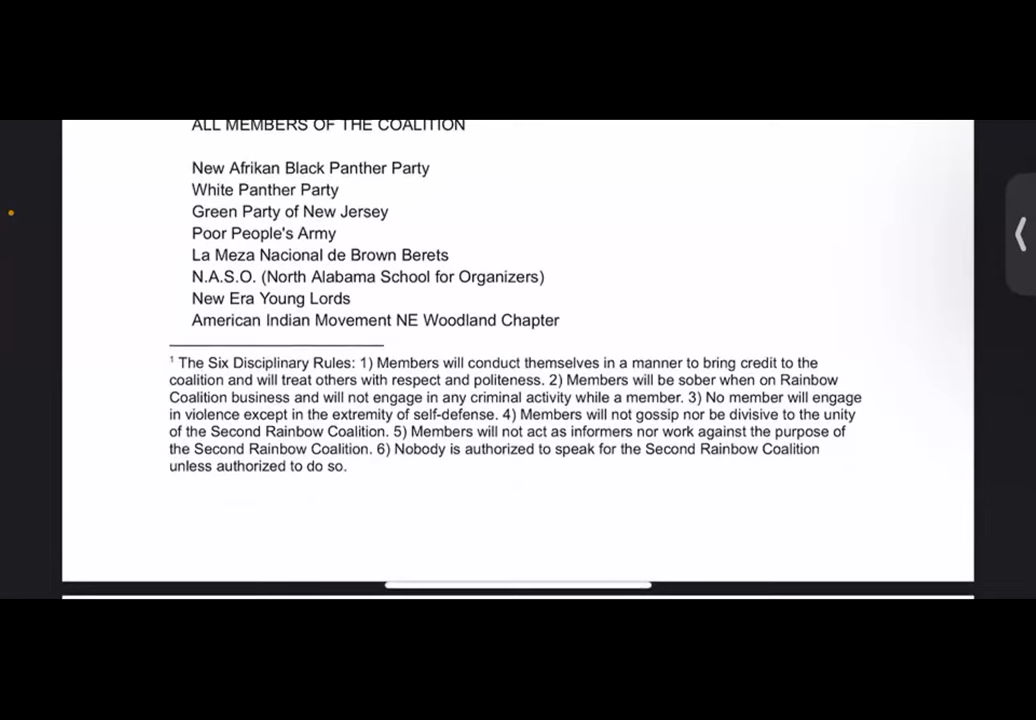 ALL MEMBERS OF THE COALITION
New Afrikan Black Panther Party
White Panther Party
Green Party of New Jersey
Poor People's Army
La Meza Nacional de Brown Berets
N.A.S.O. (North Alabama School for Organizers)
New Era Young Lords
American Indian Movement NE Woodland Chapter
¹ The Six Disciplinary Rules: 1) Members will conduct themselves in a manner to bring credit to the
coalition and will treat others with respect and politeness. 2) Members will be sober when on Rainbow
Coalition business and will not engage in any criminal activity while a member. 3) No member will engage
in violence except in the extremity of self-defense. 4) Members will not gossip nor be divisive to the unity
of the Second Rainbow Coalition. 5) Members will not act as informers nor work against the purpose of
the Second Rainbow Coalition. 6) Nobody is authorized to speak for the Second Rainbow Coalition
unless authorized to do so.